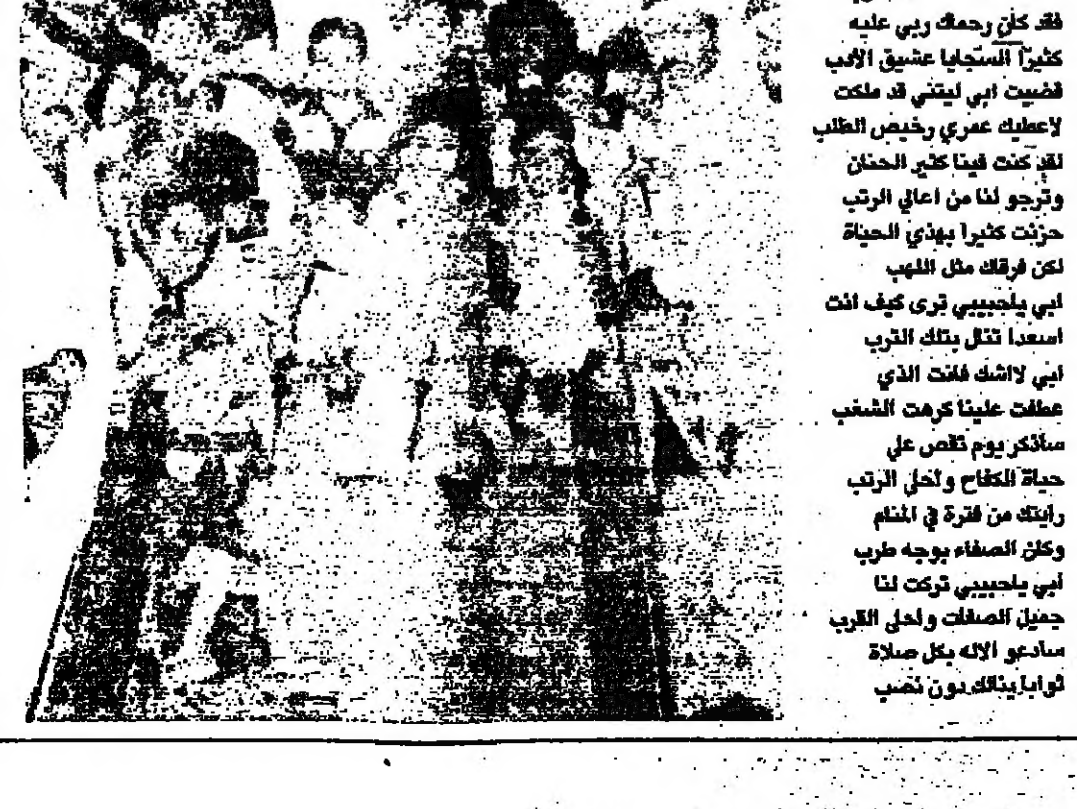 فقد كان رحمك ربي عليه
كثيرا السجايا عشيق الأدب
قضيت ابي ليتني قد ملكت
لاعطيك عمري رخيص الطلب
لقد كنت فينا كثير الحنان
وترجو لنا من اعالي الرتب
حزنت كثيرا بهذي الحياة
لكن فرقاك مثل اللهب
ابي ياحبيبي ترى كيف انت
اسعدا تنال بتلك الترب
ابي لااشك فانت الذي
عطفت علينا كرهت الشغب
سأذكر يوم تقص علي
حياة الكفاح واحلى الرتب
رايتك من فترة في المنام
وكان الصفاء بوجه طرب
أبي ياحبيبي تركت لنا
جميل الصفات واحلى القرب
سأدعو الاله بكل صلاة
ثوابا ينالك دون نصب